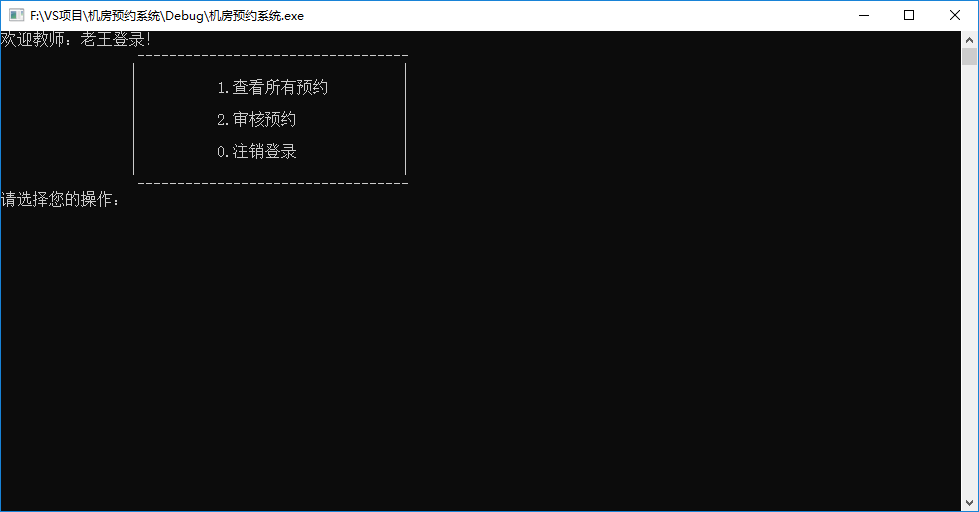 F:\VS项目\机房预约系统\Debug\机房预约系统.exe
欢迎教师：老王登录！
----------------------------------
| 1.查看所有预约 |
| 2.审核预约 |
| 0.注销登录 |
----------------------------------
请选择您的操作：